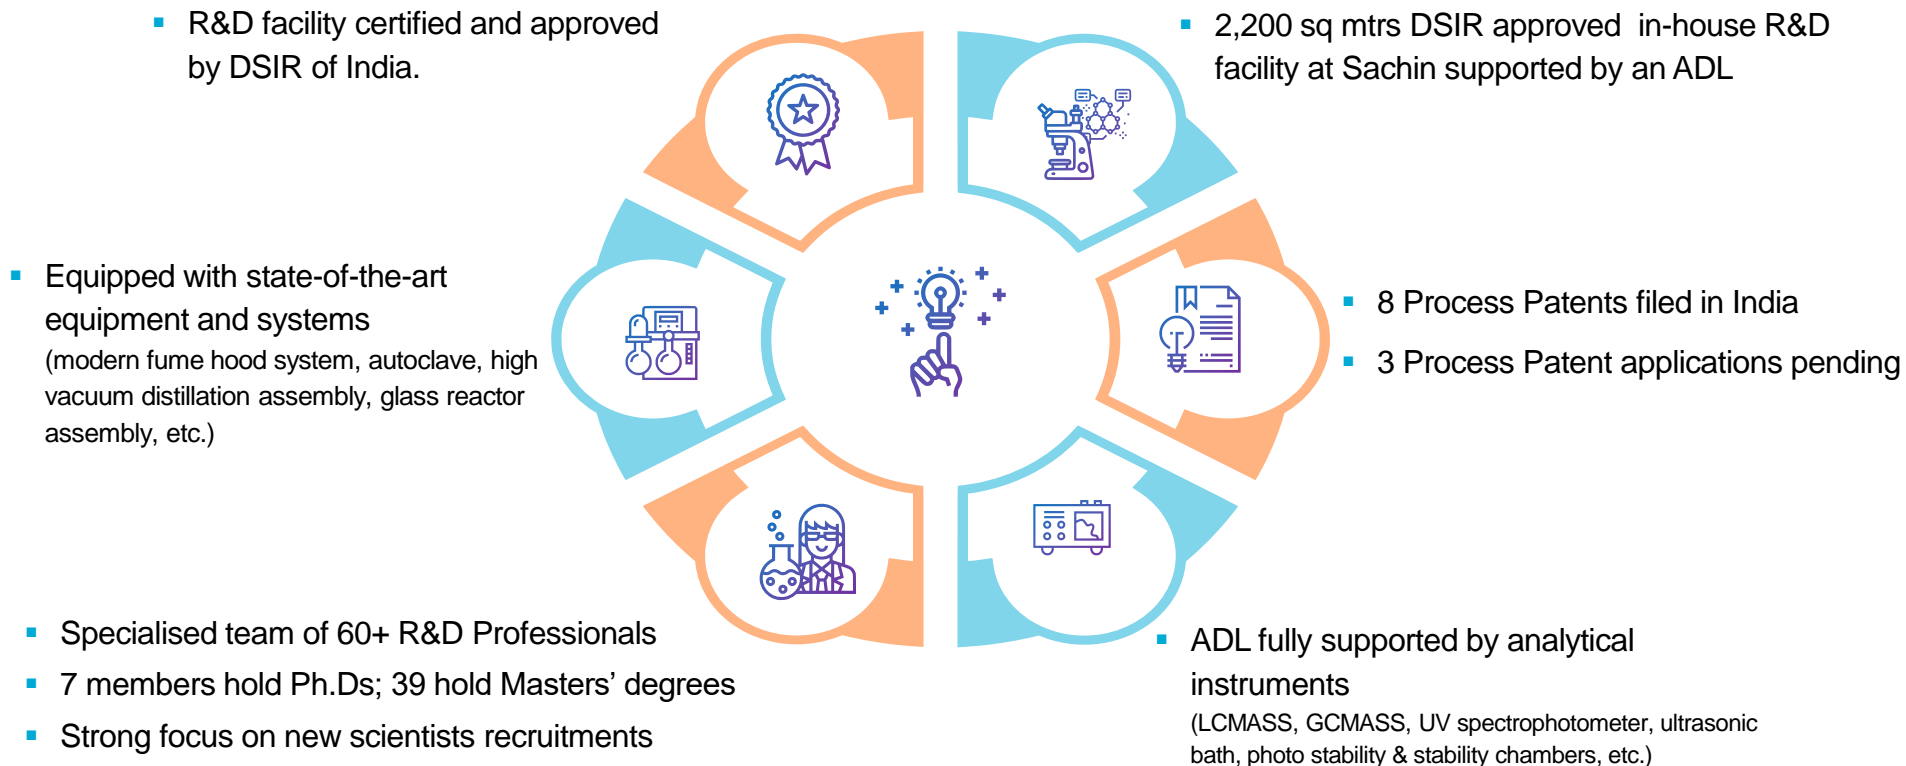 ▪ R&D facility certified and approved
by DSIR of India.
▪ 2,200 sq mtrs DSIR approved  in-house R&D
facility at Sachin supported by an ADL
▪ Equipped with state-of-the-art
equipment and systems
(modern fume hood system, autoclave, high
vacuum distillation assembly, glass reactor
assembly, etc.)
▪ 8 Process Patents filed in India
▪ 3 Process Patent applications pending
▪ Specialised team of 60+ R&D Professionals
▪ 7 members hold Ph.Ds; 39 hold Masters’ degrees
▪ Strong focus on new scientists recruitments
▪ ADL fully supported by analytical
instruments
(LCMASS, GCMASS, UV spectrophotometer, ultrasonic
bath, photo stability & stability chambers, etc.)